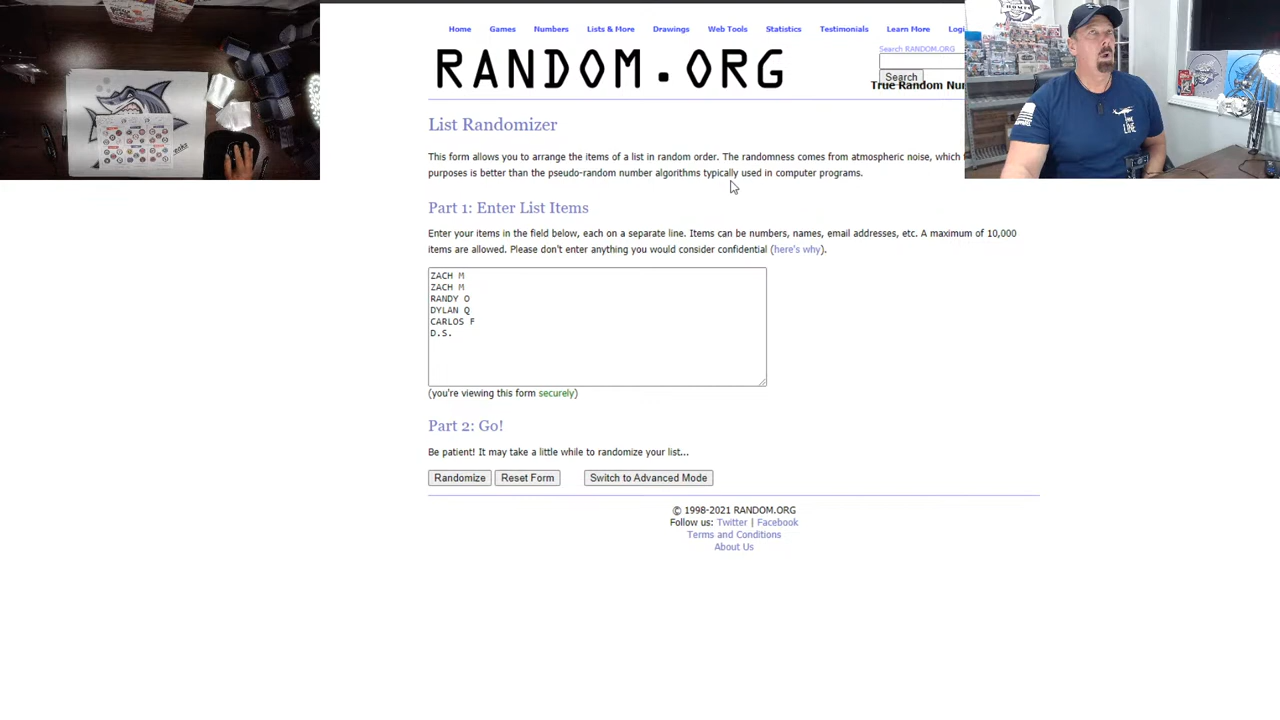 Home Games Numbers Lists & More Drawings Web Tools Statistics Testimonials Learn More
RANDOM.ORG
Search RANDOM.ORG
Search
True Random
List Randomizer
This form allows you to arrange the items of a list in random order. The randomness comes from atmospheric noise, which
purposes is better than the pseudo-random number algorithms typically used in computer programs.
Part 1: Enter List Items
Enter your items in the field below, each on a separate line. Items can be numbers, names, email addresses, etc. A maximum of 10,000
items are allowed. Please don't enter anything you would consider confidential (here's why).
ZACH M
ZACH M
RANDY O
DYLAN Q
CARLOS F
D.S.
(you're viewing this form securely)
Part 2: Go!
Be patient! It may take a little while to randomize your list...
Randomize Reset Form Switch to Advanced Mode
© 1998-2021 RANDOM.ORG
Follow us: Twitter | Facebook
Terms and Conditions
About Us